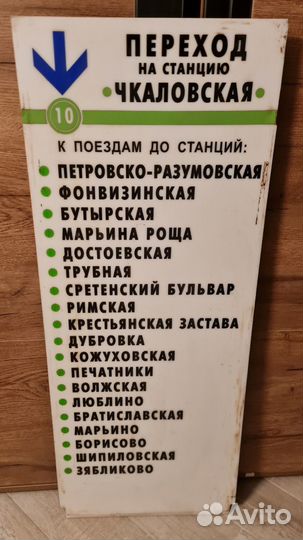 ПЕРЕХОД
НА СТАНЦИЮ
•ЧКАЛОВСКАЯ•
10
К ПОЕЗДАМ ДО СТАНЦИЙ:
• ПЕТРОВСКО-РАЗУМОВСКАЯ
• ФОНВИЗИНСКАЯ
• БУТЫРСКАЯ
• МАРЬИНА РОЩА
• ДОСТОЕВСКАЯ
• ТРУБНАЯ
• СРЕТЕНСКИЙ БУЛЬВАР
• РИМСКАЯ
• КРЕСТЬЯНСКАЯ ЗАСТАВА
• ДУБРОВКА
• КОЖУХОВСКАЯ
• ПЕЧАТНИКИ
• ВОЛЖСКАЯ
• ЛЮБЛИНО
• БРАТИСЛАВСКАЯ
• МАРЬИНО
• БОРИСОВО
• ШИПИЛОВСКАЯ
• ЗЯБЛИКОВО
Avito